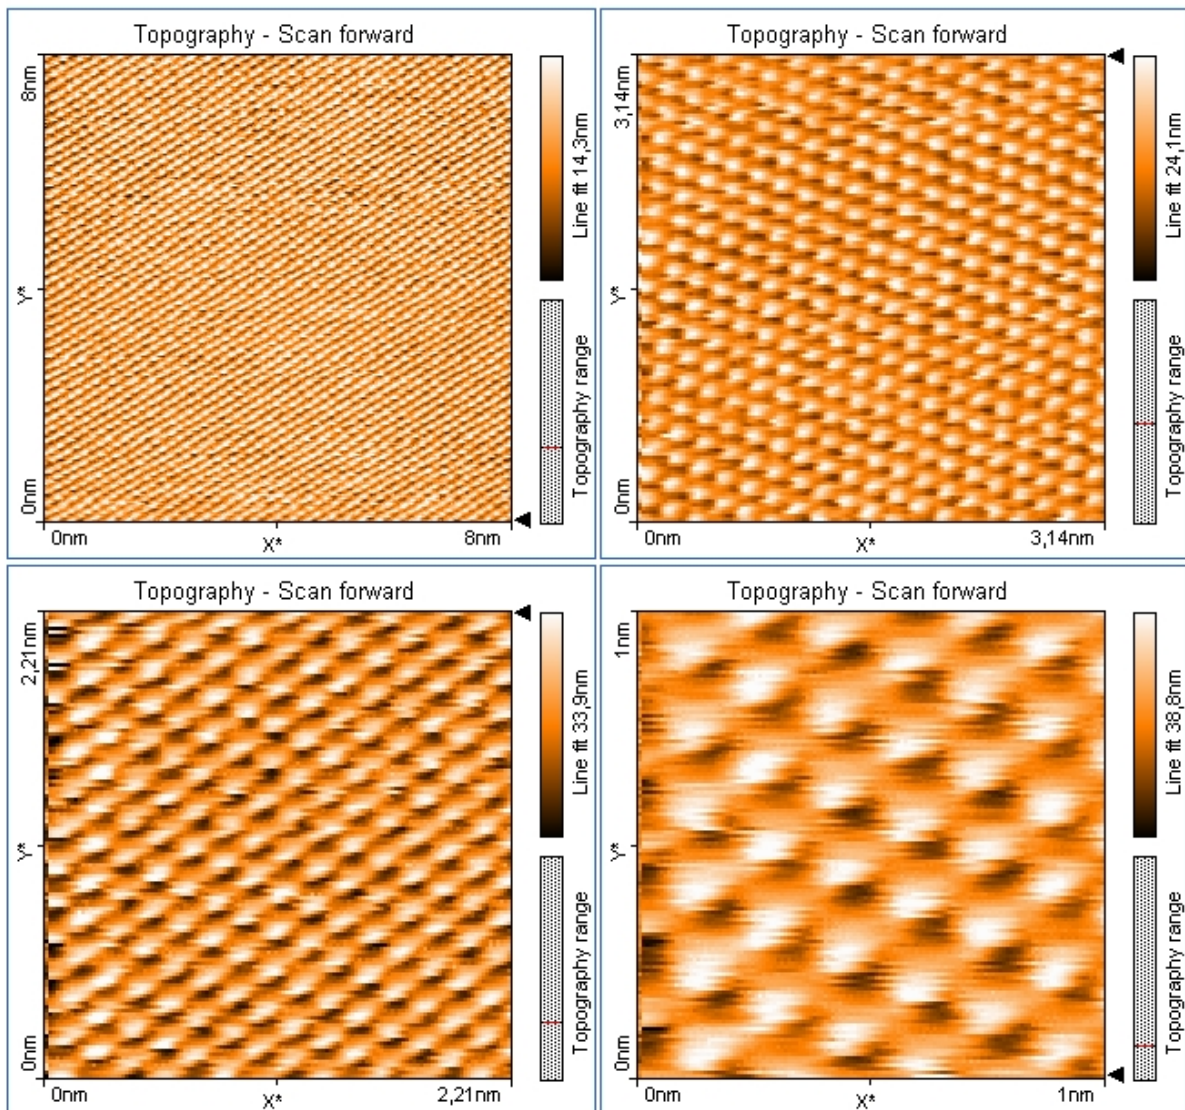 Topography - Scan forward
8nm
Y*
0nm
0nm
X*
8nm
Line fit 14,3nm
Topography range
Topography - Scan forward
3,14nm
Y*
0nm
0nm
X*
3,14nm
Line fit 24,1nm
Topography range
Topography - Scan forward
2,21nm
Y*
0nm
0nm
X*
2,21nm
Line fit 33,9nm
Topography range
Topography - Scan forward
1nm
Y*
0nm
0nm
X*
1nm
Line fit 38,8nm
Topography range